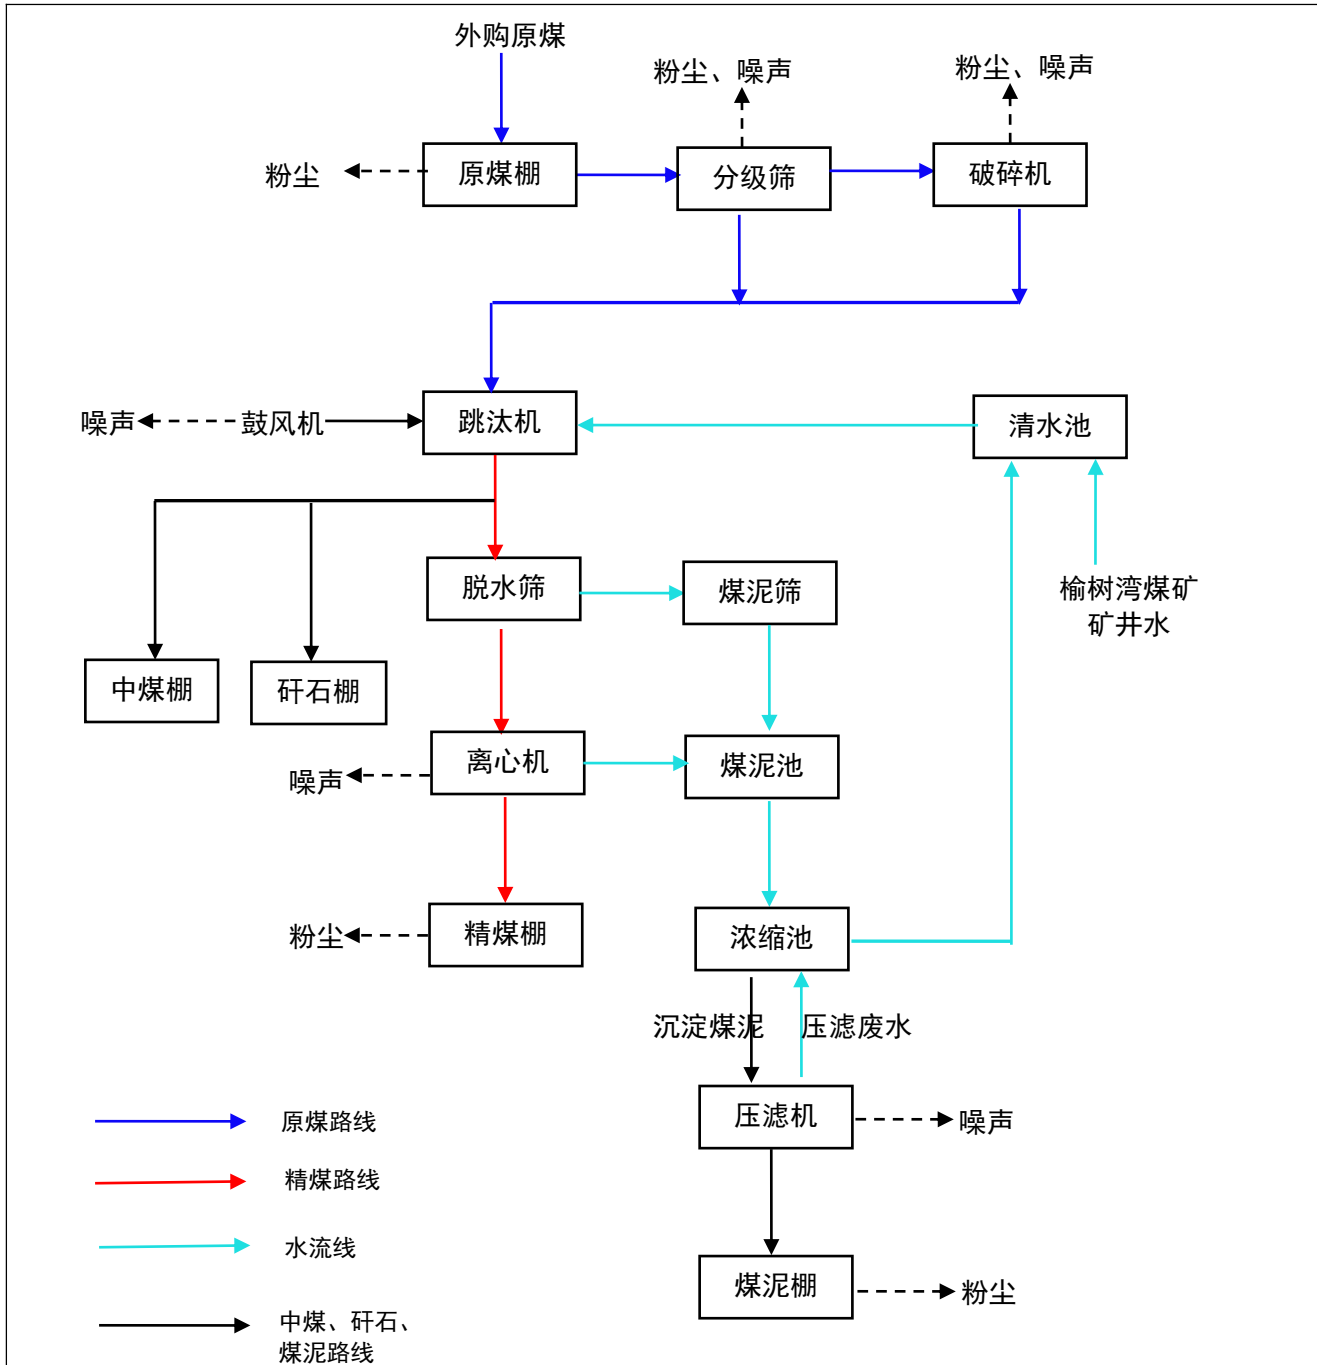 外购原煤
粉尘、噪声
粉尘、噪声
粉尘
原煤棚
分级筛
破碎机
噪声
鼓风机
跳汰机
清水池
脱水筛
煤泥筛
榆树湾煤矿
矿井水
中煤棚
矸石棚
离心机
煤泥池
噪声
粉尘
精煤棚
浓缩池
沉淀煤泥
压滤废水
压滤机
噪声
原煤路线
精煤路线
水流线
煤泥棚
粉尘
中煤、矸石、
煤泥路线